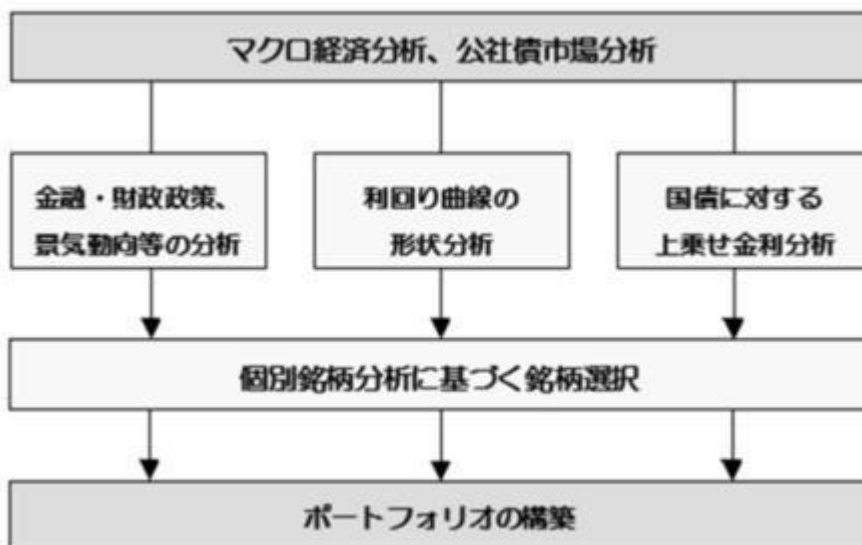 マクロ経済分析、公社債市場分析
金融・財政政策、
景気動向等の分析
利回り曲線の
形状分析
国債に対する
上乗せ金利分析
個別銘柄分析に基づく銘柄選択
ポートフォリオの構築